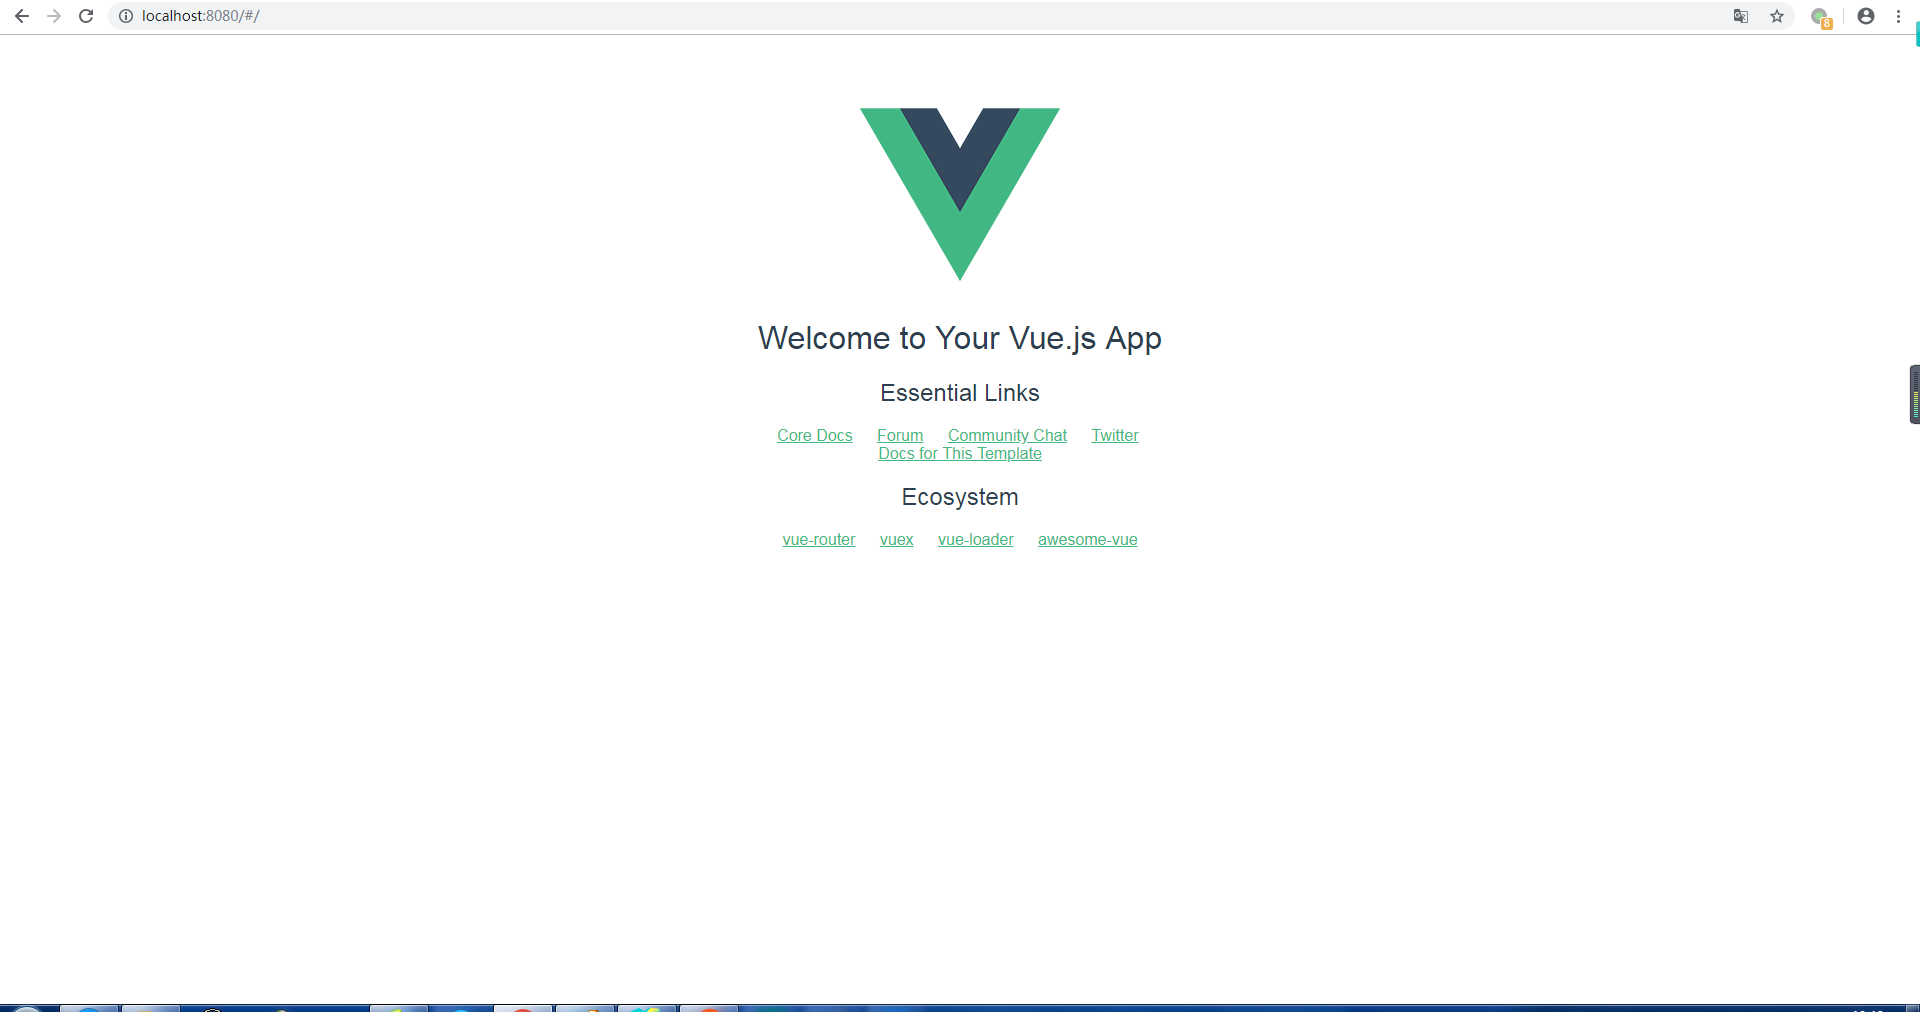 localhost:8080/#/
8
Welcome to Your Vue.js App
Essential Links
Core Docs Forum Community Chat Twitter
Docs for This Template
Ecosystem
vue-router vuex vue-loader awesome-vue